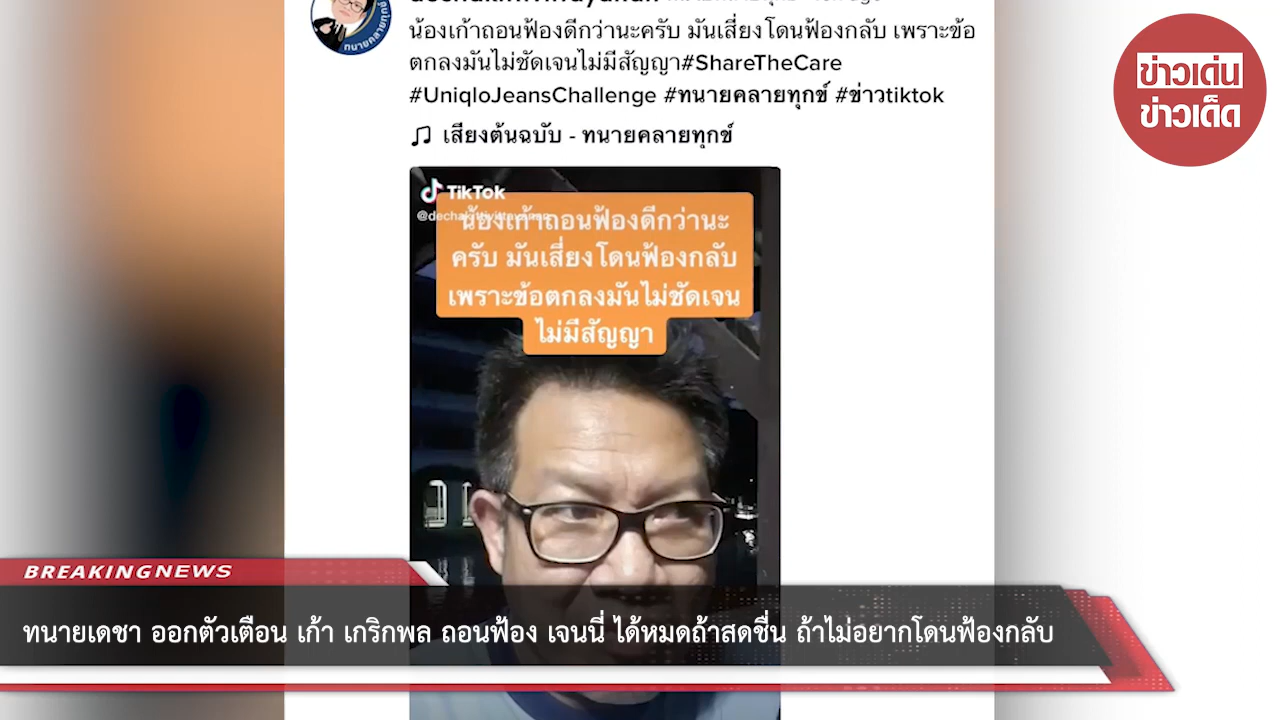 น้องเก้าถอนฟ้องดีกว่านะครับ มันเสี่ยงโดนฟ้องกลับ เพราะข้อ
ตกลงมันไม่ชัดเจนไม่มีสัญญา#ShareTheCare
#UniqloJeansChallenge #ทนายคลายทุกข์ #ข่าวtiktok
♫ เสียงต้นฉบับ - ทนายคลายทุกข์
ข่าวเด่น
ข่าวเด็ด
TikTok
น้องเก้าถอนฟ้องดีกว่านะ
ครับ มันเสี่ยงโดนฟ้องกลับ
เพราะข้อตกลงมันไม่ชัดเจน
ไม่มีสัญญา
BREAKINGNEWS
ทนายเดชา ออกตัวเตือน เก้า เกริกพล ถอนฟ้อง เจนนี่ ได้หมดถ้าสดชื่น ถ้าไม่อยากโดนฟ้องกลับ